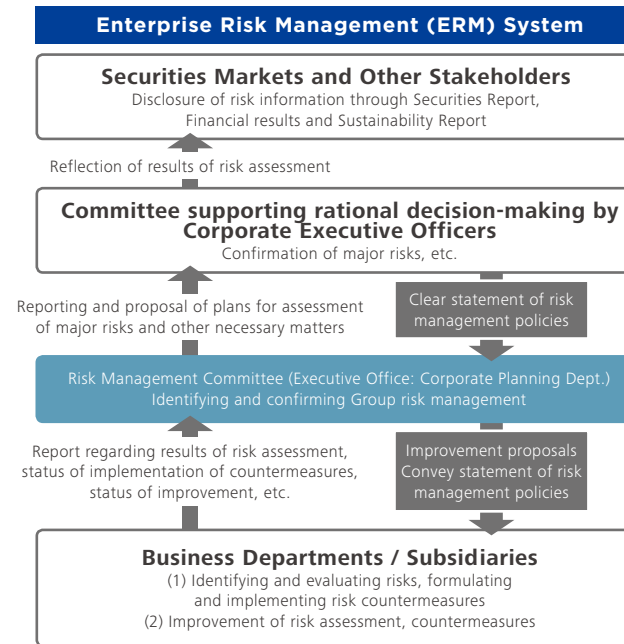 Enterprise Risk Management (ERM) System
Securities Markets and Other Stakeholders
Disclosure of risk information through Securities Report,
Financial results and Sustainability Report
Reflection of results of risk assessment
Committee supporting rational decision-making by
Corporate Executive Officers
Confirmation of major risks, etc.
Reporting and proposal of plans for assessment
of major risks and other necessary matters
Clear statement of risk
management policies
Risk Management Committee (Executive Office: Corporate Planning Dept.)
Identifying and confirming Group risk management
Report regarding results of risk assessment,
status of implementation of countermeasures,
status of improvement, etc.
Improvement proposals
Convey statement of risk
management policies
Business Departments / Subsidiaries
(1) Identifying and evaluating risks, formulating
and implementing risk countermeasures
(2) Improvement of risk assessment, countermeasures